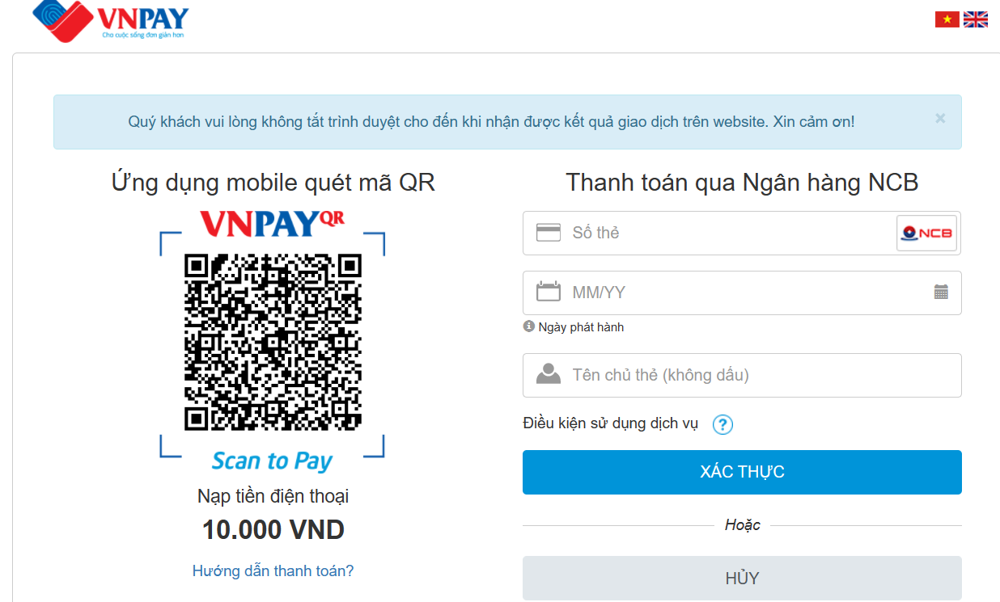 VNPAY
Cho cuộc sống đơn giản hơn
Quý khách vui lòng không tắt trình duyệt cho đến khi nhận được kết quả giao dịch trên website. Xin cảm ơn!
×
Ứng dụng mobile quét mã QR
VNPAYQR
Scan to Pay
Nạp tiền điện thoại
10.000 VND
Hướng dẫn thanh toán?
Thanh toán qua Ngân hàng NCB
Số thẻ
NCB
MM/YY
Ngày phát hành
Tên chủ thẻ (không dấu)
Điều kiện sử dụng dịch vụ ?
XÁC THỰC
Hoặc
HỦY